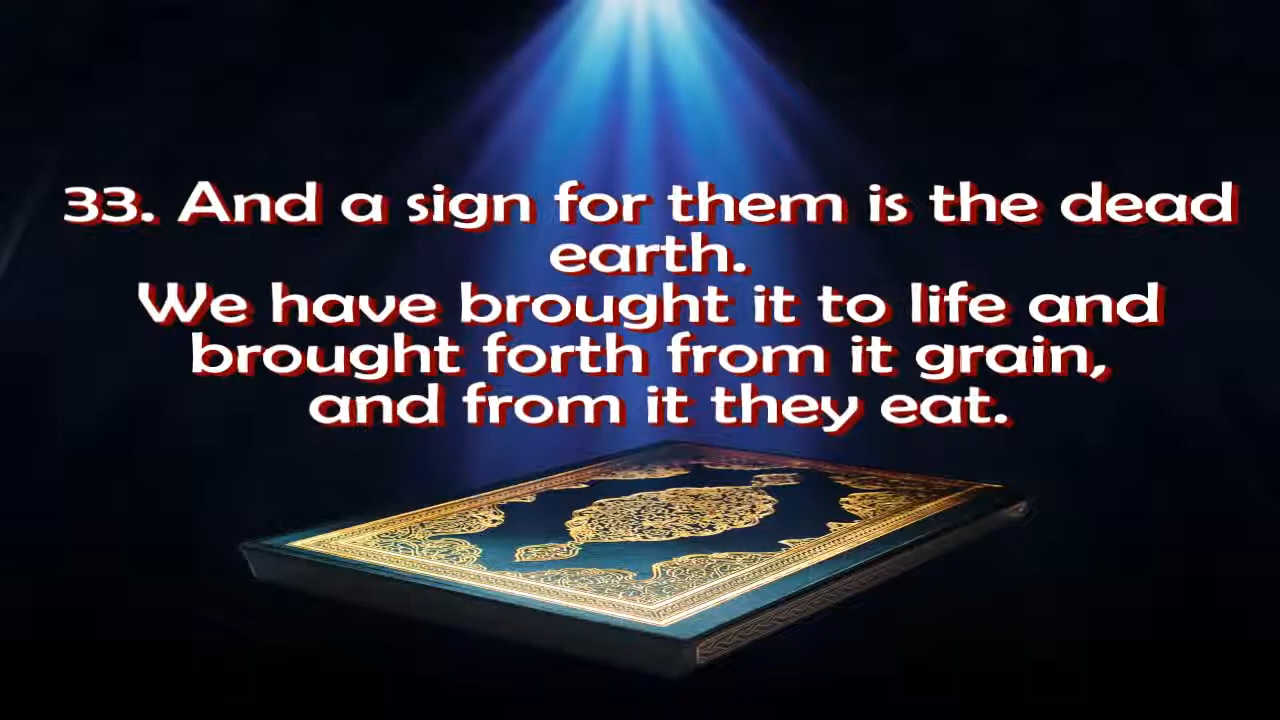 33. And a sign for them is the dead
earth.
We have brought it to life and
brought forth from it grain,
and from it they eat.